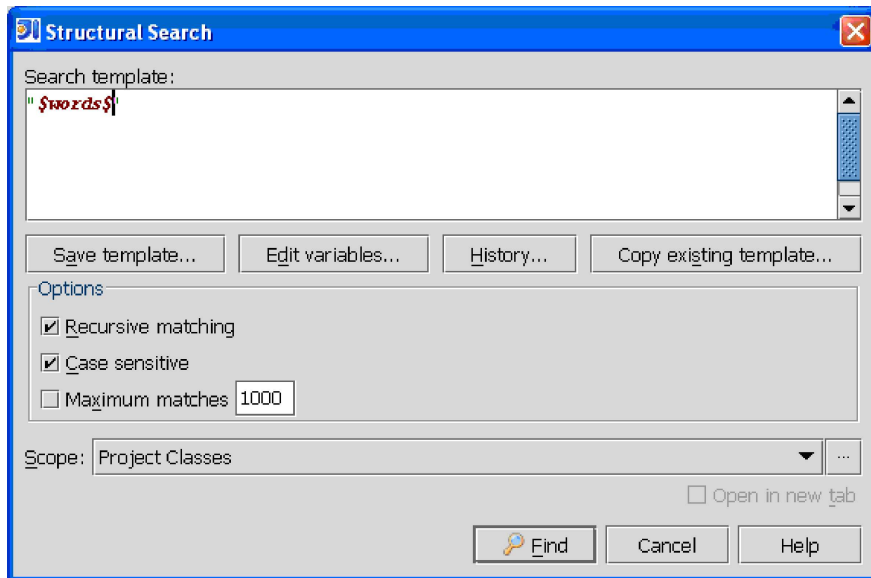 Structural Search
Search template:
"$words$"
Save template... Edit variables... History... Copy existing template...
Options
Recursive matching
Case sensitive
Maximum matches 1000
Scope: Project Classes ...
Open in new tab
Find Cancel Help